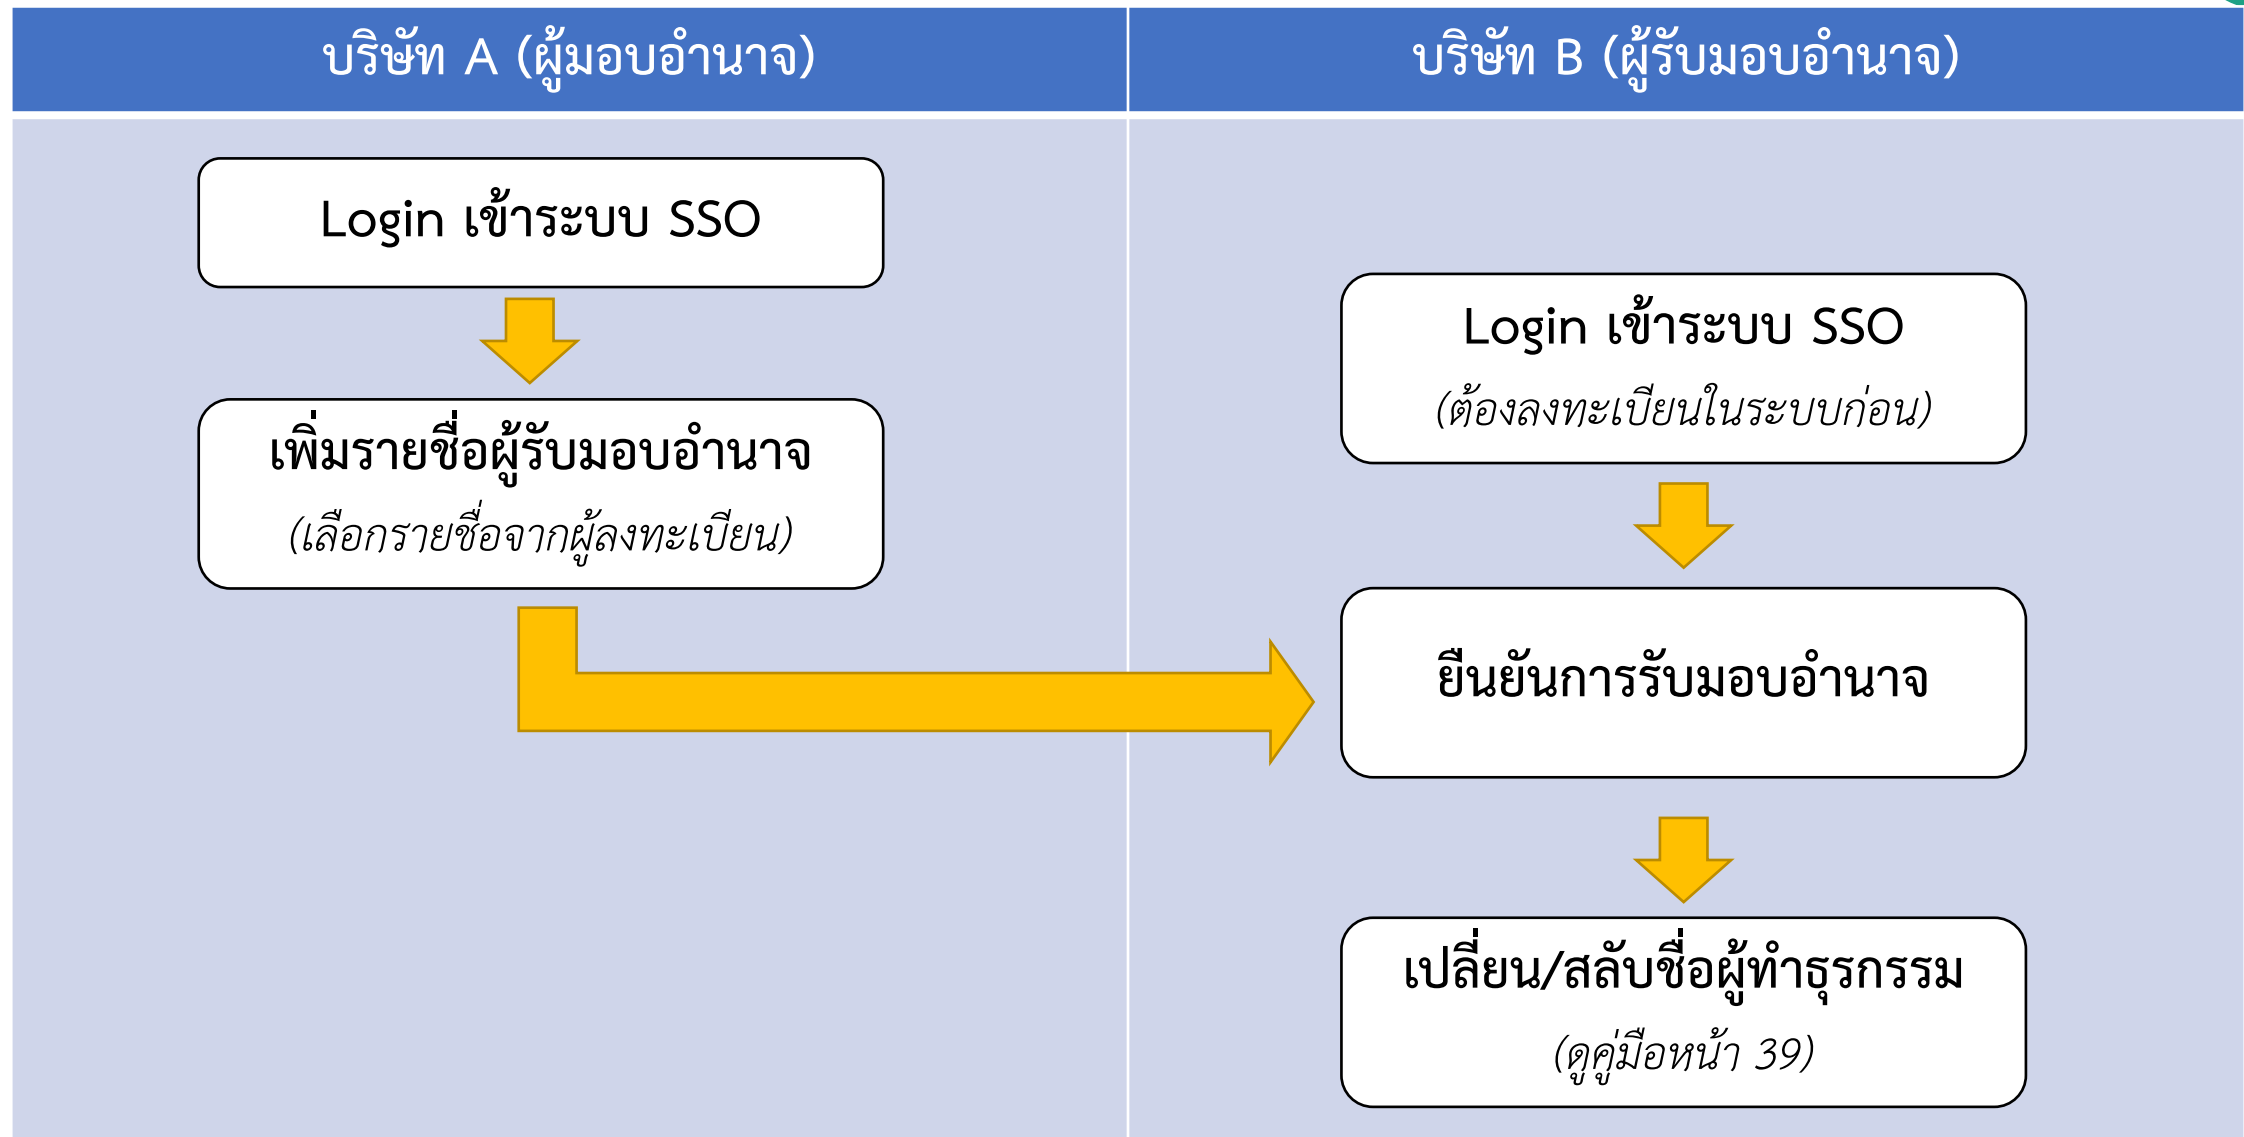 บริษัท A (ผู้มอบอำนาจ)
บริษัท B (ผู้รับมอบอำนาจ)
Login เข้าระบบ SSO
เพิ่มรายชื่อผู้รับมอบอำนาจ
(เลือกรายชื่อจากผู้ลงทะเบียน)
Login เข้าระบบ SSO
(ต้องลงทะเบียนในระบบก่อน)
ยืนยันการรับมอบอำนาจ
เปลี่ยน/สลับชื่อผู้ทำธุรกรรม
(ดูคู่มือหน้า 39)